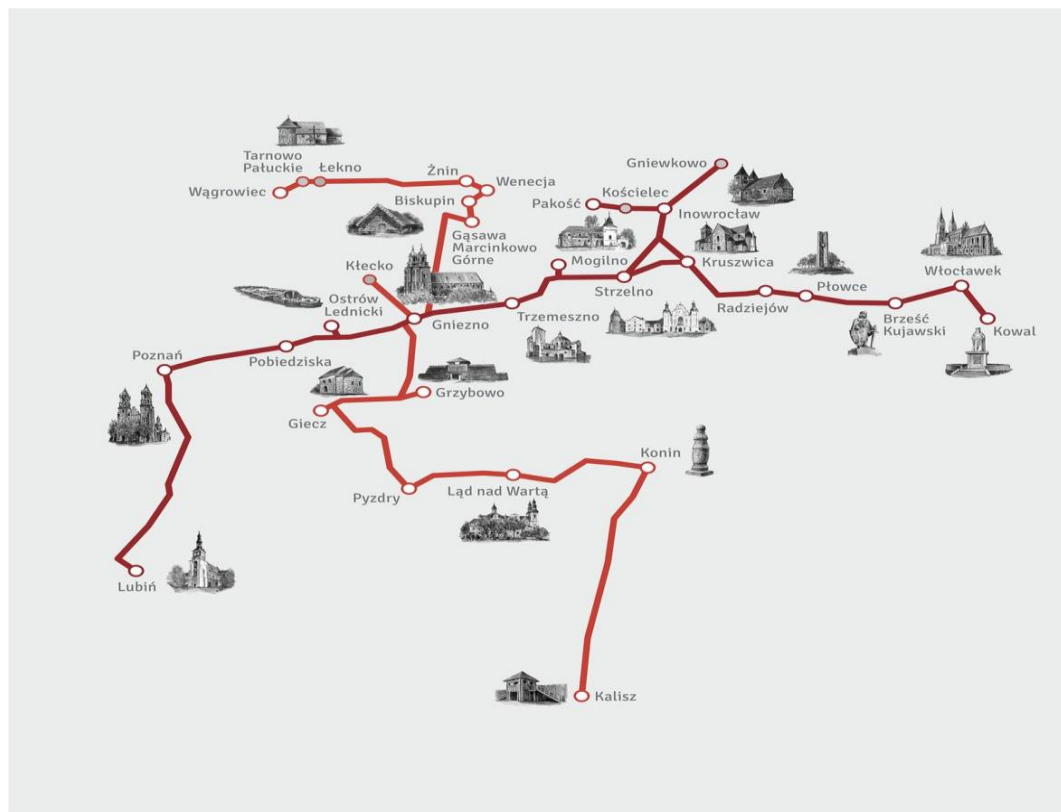 Tarnowo
Pałuckie
Łekno
Wągrowiec
Żnin
Wenecja
Biskupin
Gąsawa
Marcinkowo
Górne
Gniewkowo
Kościelec
Pakość
Inowrocław
Kłecko
Mogilno
Strzelno
Kruszwica
Płowce
Włocławek
Ostrów
Lednicki
Gniezno
Trzemeszno
Radziejów
Brześć
Kujawski
Kowal
Poznań
Pobiedziska
Grzybowo
Giecz
Konin
Pyzdry
Ląd nad Wartą
Lubiń
Kalisz